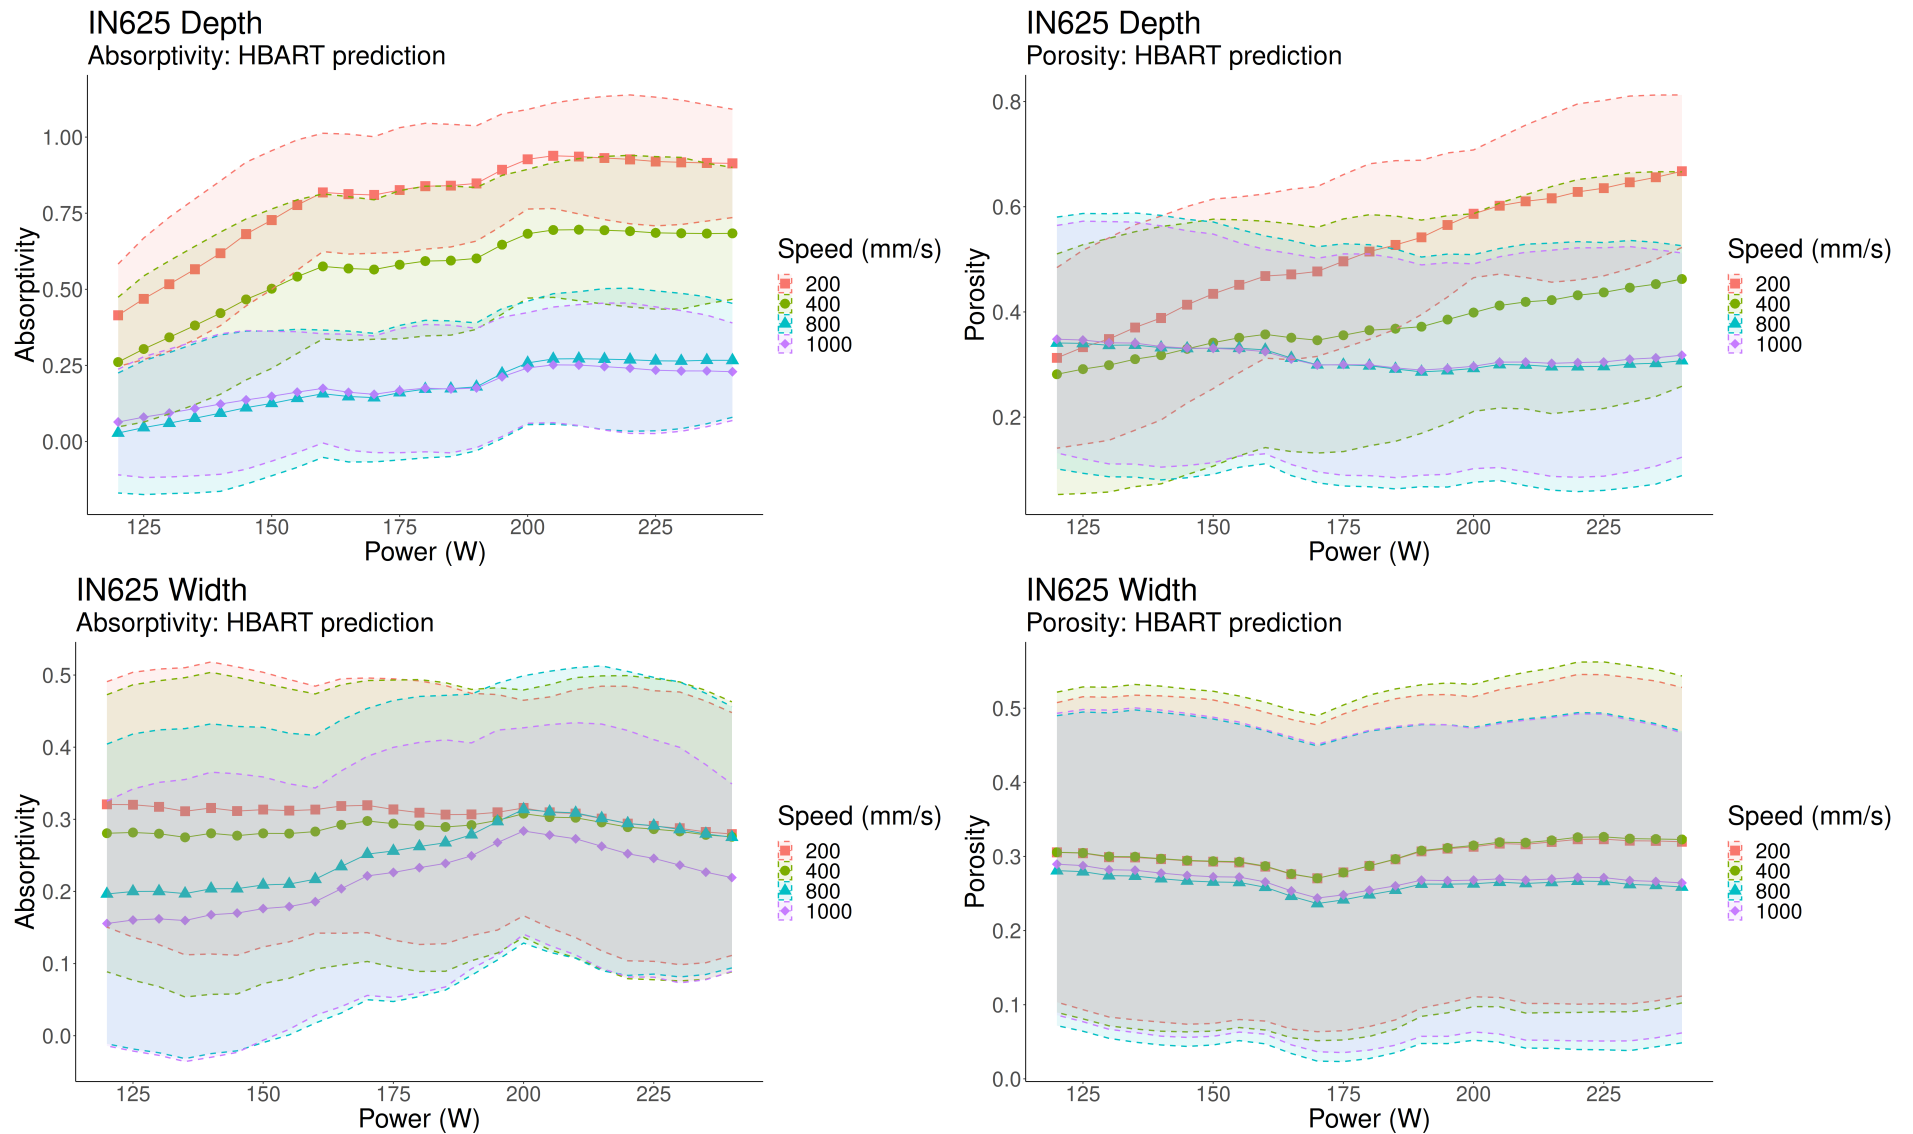 IN625 Depth
Absorptivity: HBART prediction
1.00
0.75
0.50
0.25
0.00
Absorptivity
125 150 175 200 225
Power (W)
Speed (mm/s)
200
400
800
1000
IN625 Depth
Porosity: HBART prediction
0.8
0.6
0.4
0.2
Porosity
125 150 175 200 225
Power (W)
Speed (mm/s)
200
400
800
1000
IN625 Width
Absorptivity: HBART prediction
0.5
0.4
0.3
0.2
0.1
0.0
Absorptivity
125 150 175 200 225
Power (W)
Speed (mm/s)
200
400
800
1000
IN625 Width
Porosity: HBART prediction
0.5
0.4
0.3
0.2
0.1
0.0
Porosity
125 150 175 200 225
Power (W)
Speed (mm/s)
200
400
800
1000